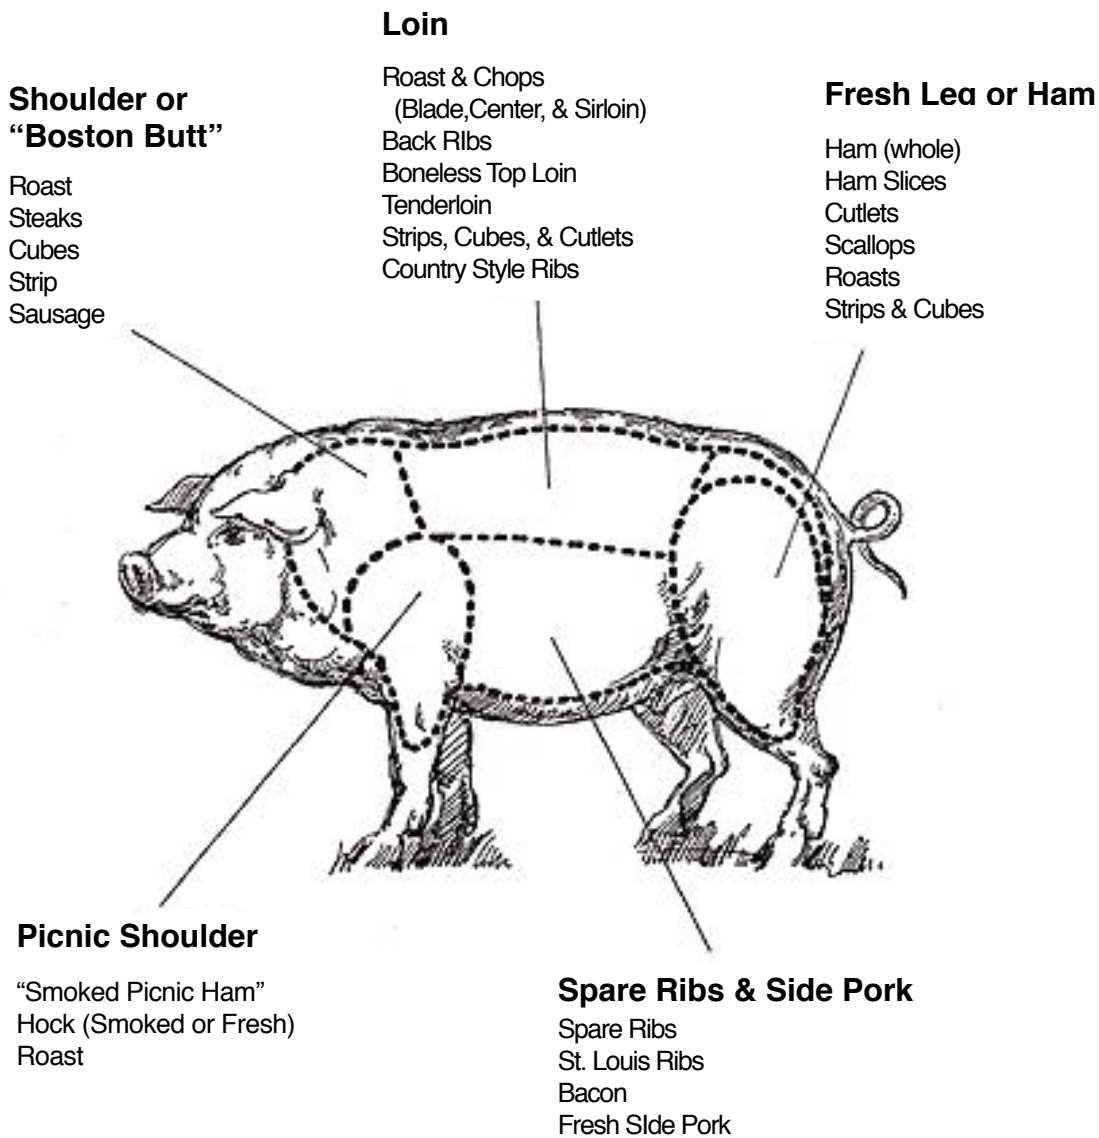 Loin
Roast & Chops
(Blade,Center, & Sirloin)
Back RIbs
Boneless Top Loin
Tenderloin
Strips, Cubes, & Cutlets
Country Style Ribs
Shoulder or
“Boston Butt”
Roast
Steaks
Cubes
Strip
Sausage
Fresh Leg or Ham
Ham (whole)
Ham Slices
Cutlets
Scallops
Roasts
Strips & Cubes
Picnic Shoulder
“Smoked Picnic Ham”
Hock (Smoked or Fresh)
Roast
Spare Ribs & Side Pork
Spare Ribs
St. Louis Ribs
Bacon
Fresh SIde Pork